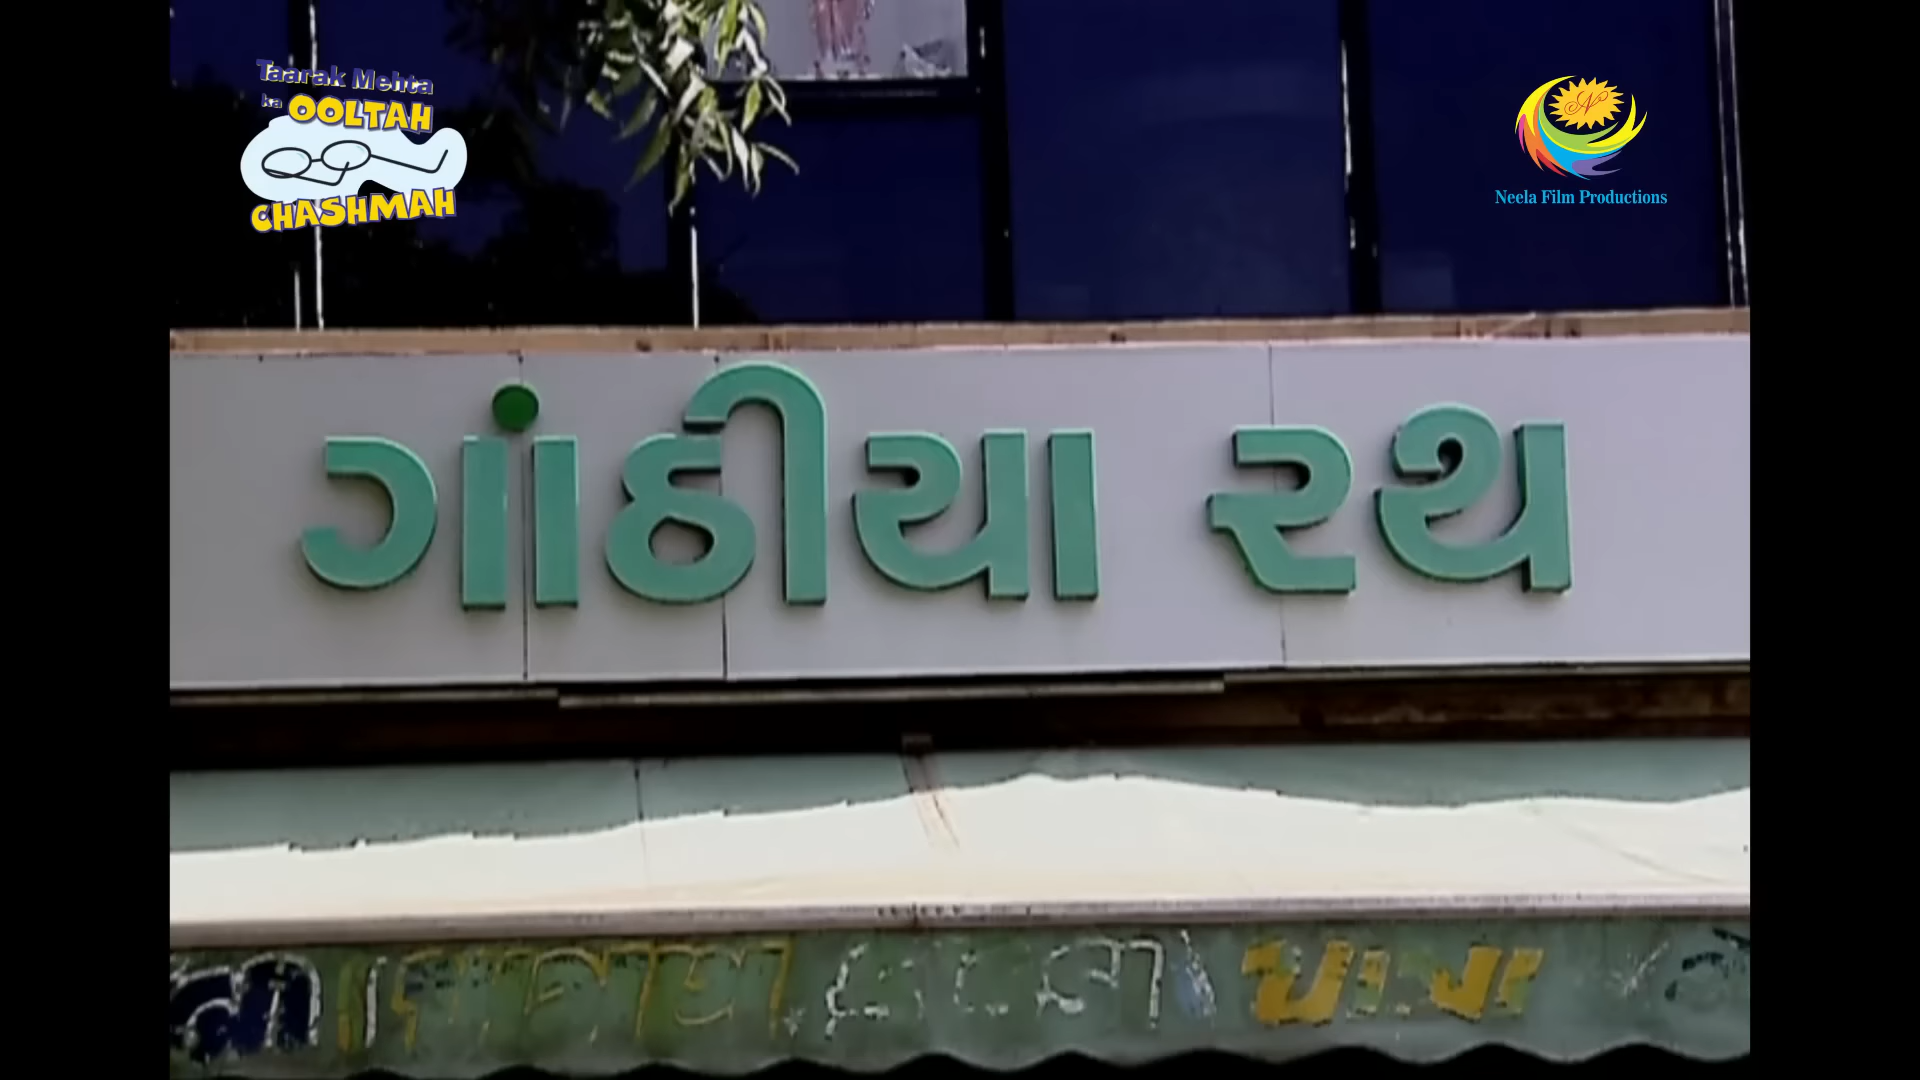 Taarak Mehta
ka OOLTAH
CHASHMAH
Neela Film Productions
ગાંઠીયા રથ